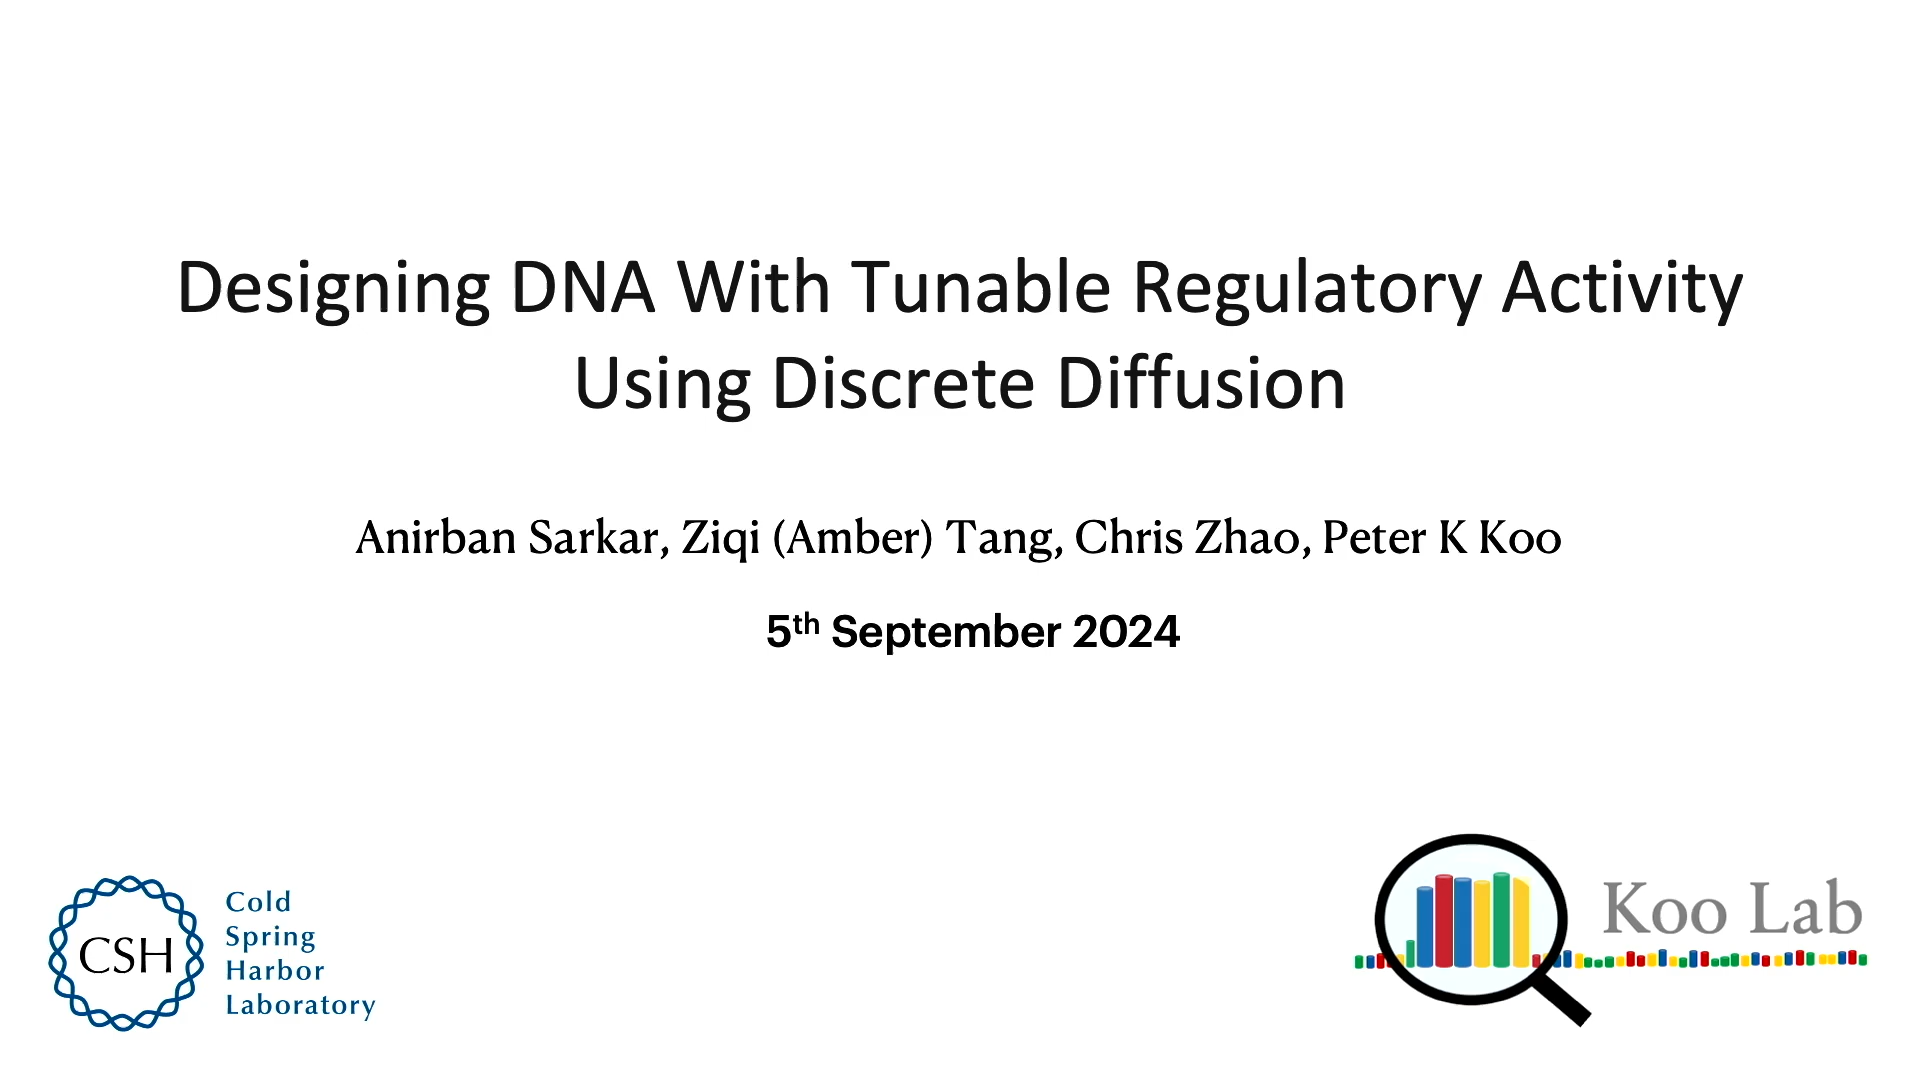 Designing DNA With Tunable Regulatory Activity
Using Discrete Diffusion
Anirban Sarkar, Ziqi (Amber) Tang, Chris Zhao, Peter K Koo
5th September 2024
CSH
Cold
Spring
Harbor
Laboratory
Koo Lab